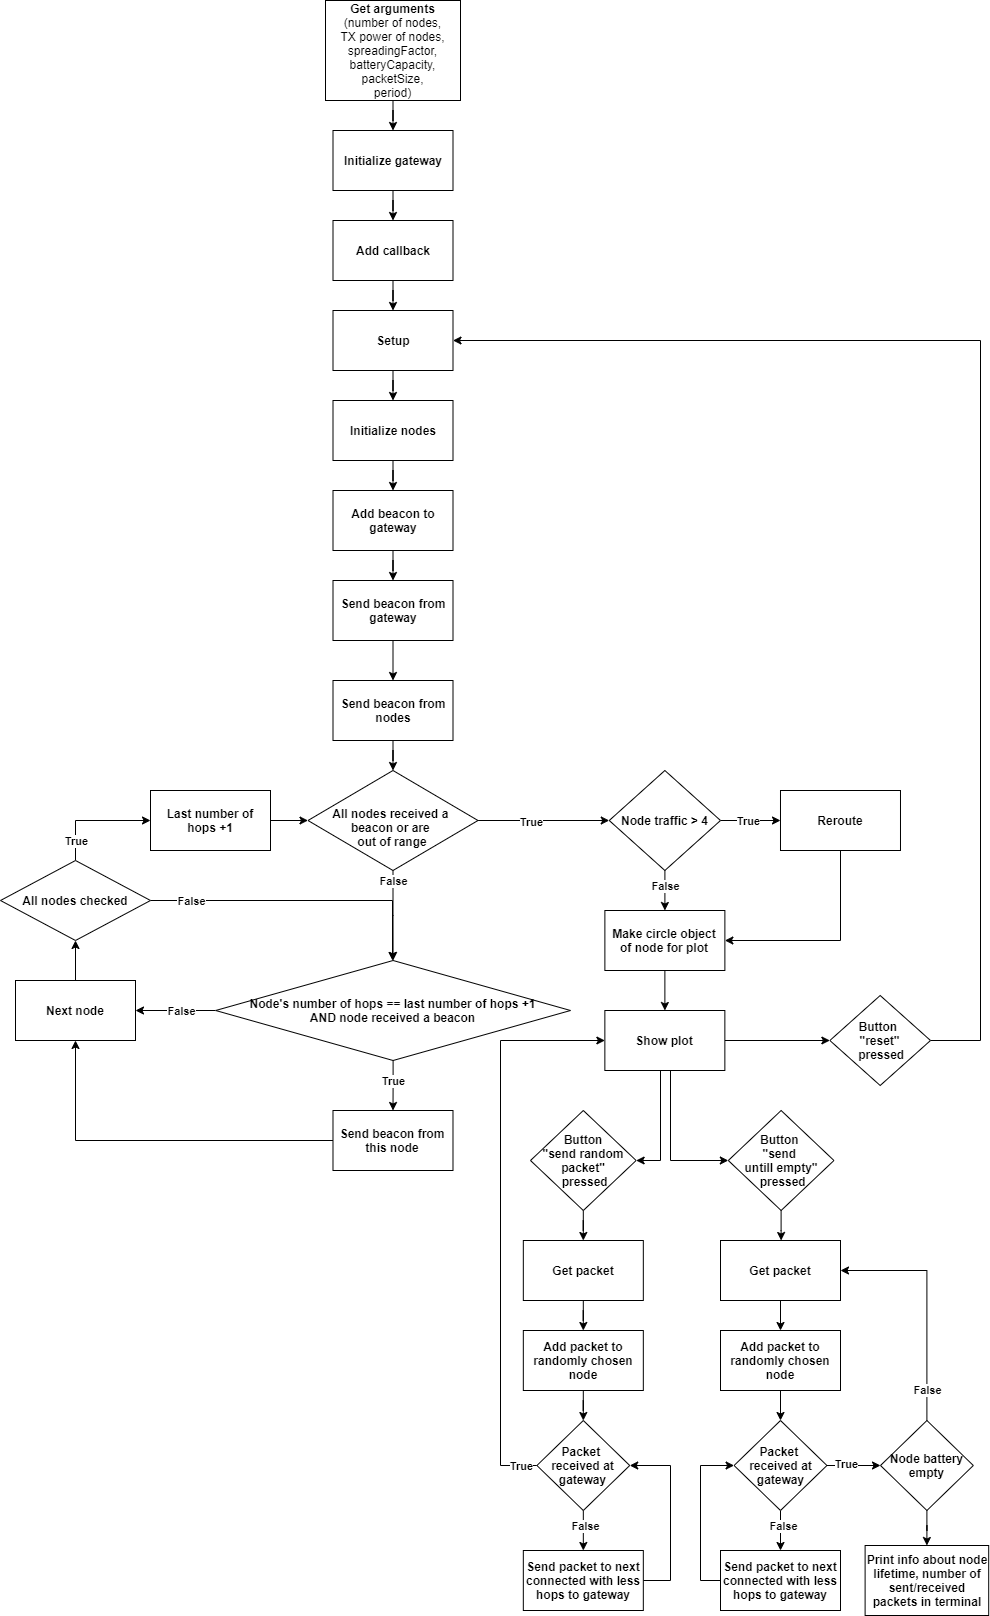 Get arguments
(number of nodes,
TX power of nodes,
spreadingFactor,
batteryCapacity,
packetSize,
period)
Initialize gateway
Add callback
Setup
Initialize nodes
Add beacon to
gateway
Send beacon from
gateway
Send beacon from
nodes
Last number of
hops +1
All nodes received a
beacon or are
out of range
True
Node traffic > 4
True
Reroute
True
False
False
All nodes checked
False
Make circle object
of node for plot
Next node
False
Node's number of hops == last number of hops +1
AND node received a beacon
Show plot
Button
"reset"
pressed
True
Send beacon from
this node
Button
"send random
packet"
pressed
Button
"send
untill empty"
pressed
Get packet
Get packet
Add packet to
randomly chosen
node
Add packet to
randomly chosen
node
False
True
Packet
received at
gateway
Packet
received at
gateway
True
Node battery
empty
False
False
Send packet to next
connected with less
hops to gateway
Send packet to next
connected with less
hops to gateway
Print info about node
lifetime, number of
sent/received
packets in terminal